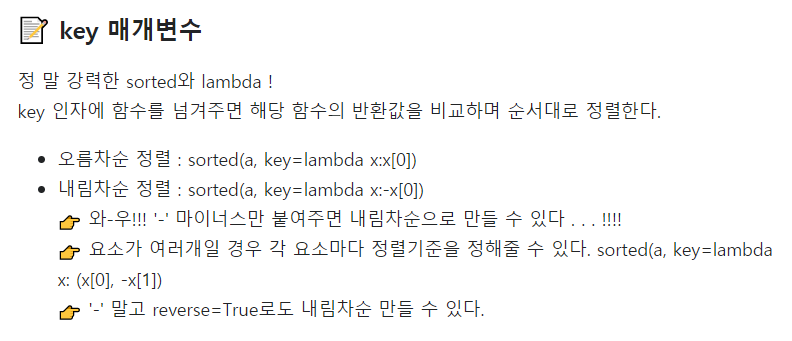 📝 key 매개변수
정 말 강력한 sorted와 lambda !
key 인자에 함수를 넘겨주면 해당 함수의 반환값을 비교하며 순서대로 정렬한다.
• 오름차순 정렬 : sorted(a, key=lambda x:x[0])
• 내림차순 정렬 : sorted(a, key=lambda x:-x[0])
👉 와-우!!! '-' 마이너스만 붙여주면 내림차순으로 만들 수 있다 . . . !!!!
👉 요소가 여러개일 경우 각 요소마다 정렬기준을 정해줄 수 있다. sorted(a, key=lambda
x: (x[0], -x[1])
👉 '-' 말고 reverse=True로도 내림차순 만들 수 있다.